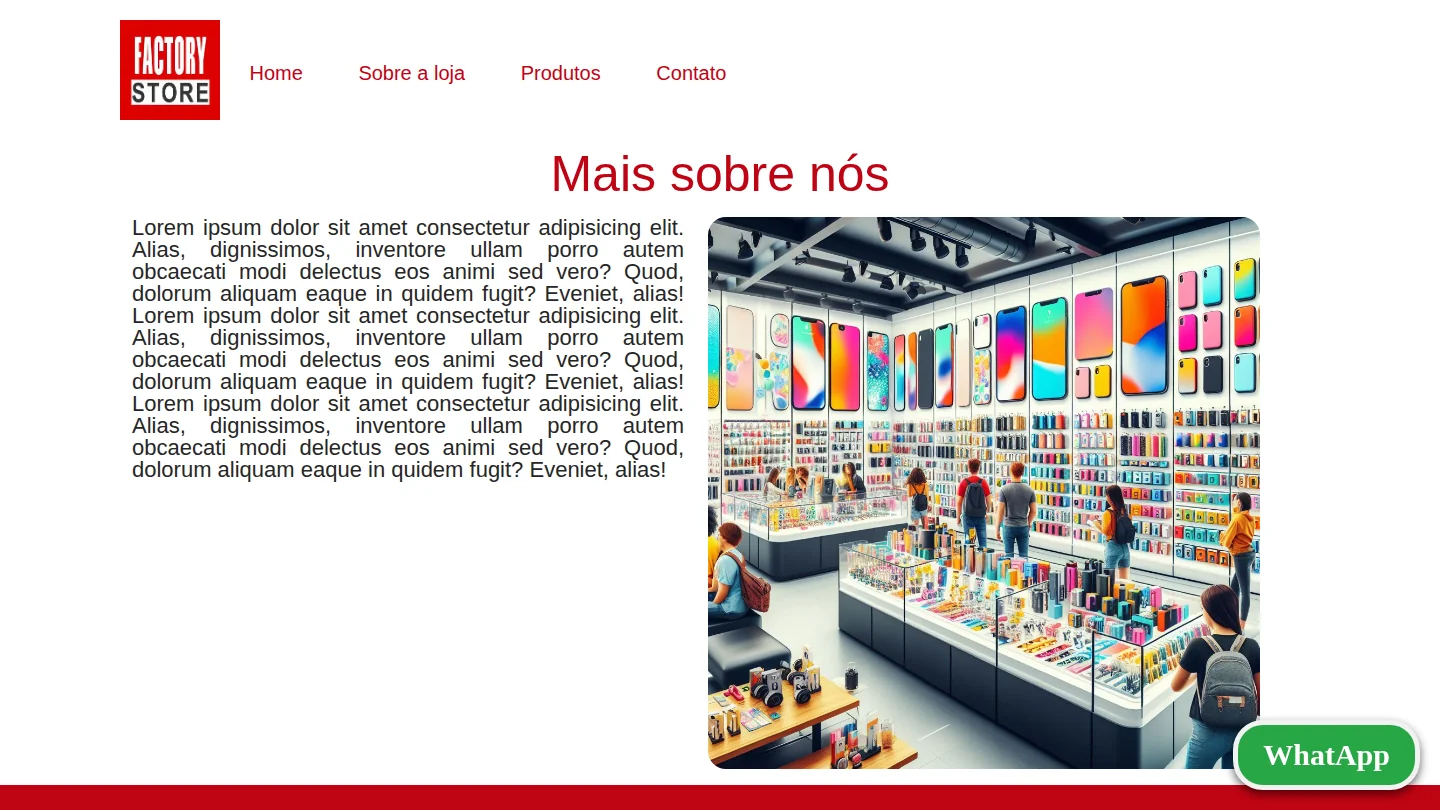 FACTORY
STORE
Home
Sobre a loja
Produtos
Contato
Mais sobre nós
Lorem ipsum dolor sit amet consectetur adipisicing elit.
Alias, dignissimos, inventore ullam porro autem
obcaecati modi delectus eos animi sed vero? Quod,
dolorum aliquam eaque in quidem fugit? Eveniet, alias!
Lorem ipsum dolor sit amet consectetur adipisicing elit.
Alias, dignissimos, inventore ullam porro autem
obcaecati modi delectus eos animi sed vero? Quod,
dolorum aliquam eaque in quidem fugit? Eveniet, alias!
Lorem ipsum dolor sit amet consectetur adipisicing elit.
Alias, dignissimos, inventore ullam porro autem
obcaecati modi delectus eos animi sed vero? Quod,
dolorum aliquam eaque in quidem fugit? Eveniet, alias!
WhatApp